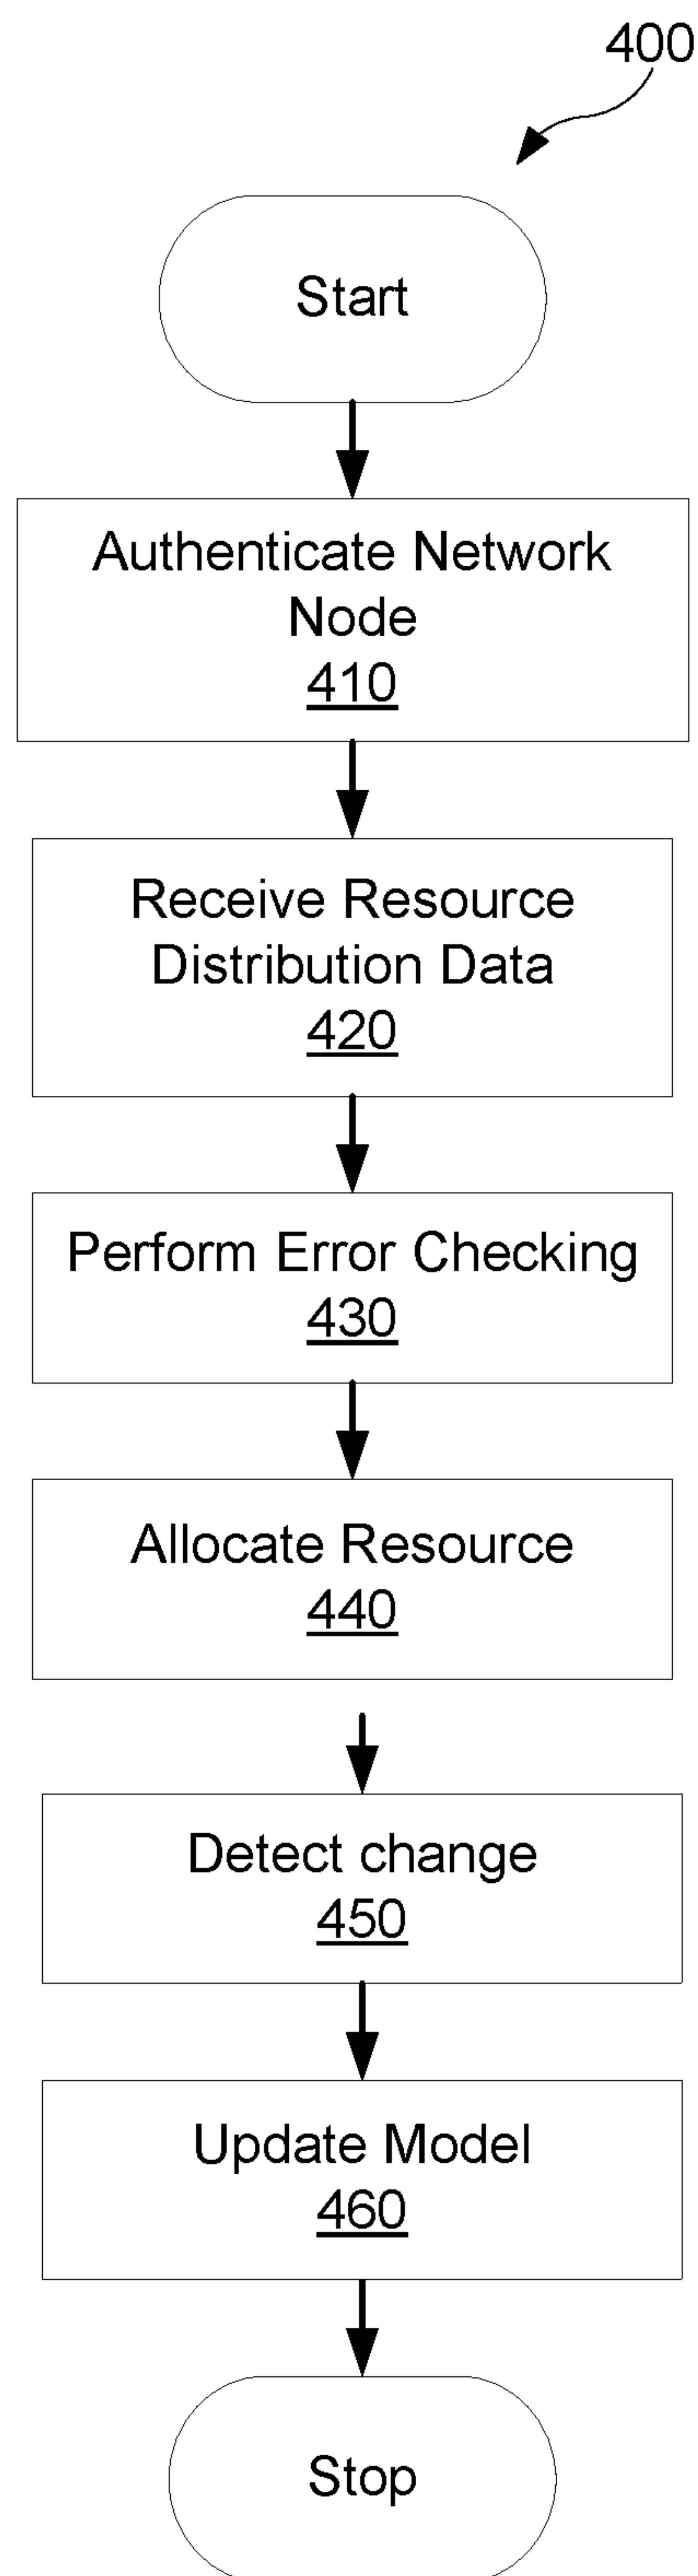 400
Start
Authenticate Network
Node
410
Receive Resource
Distribution Data
420
Perform Error Checking
430
Allocate Resource
440
Detect change
450
Update Model
460
Stop